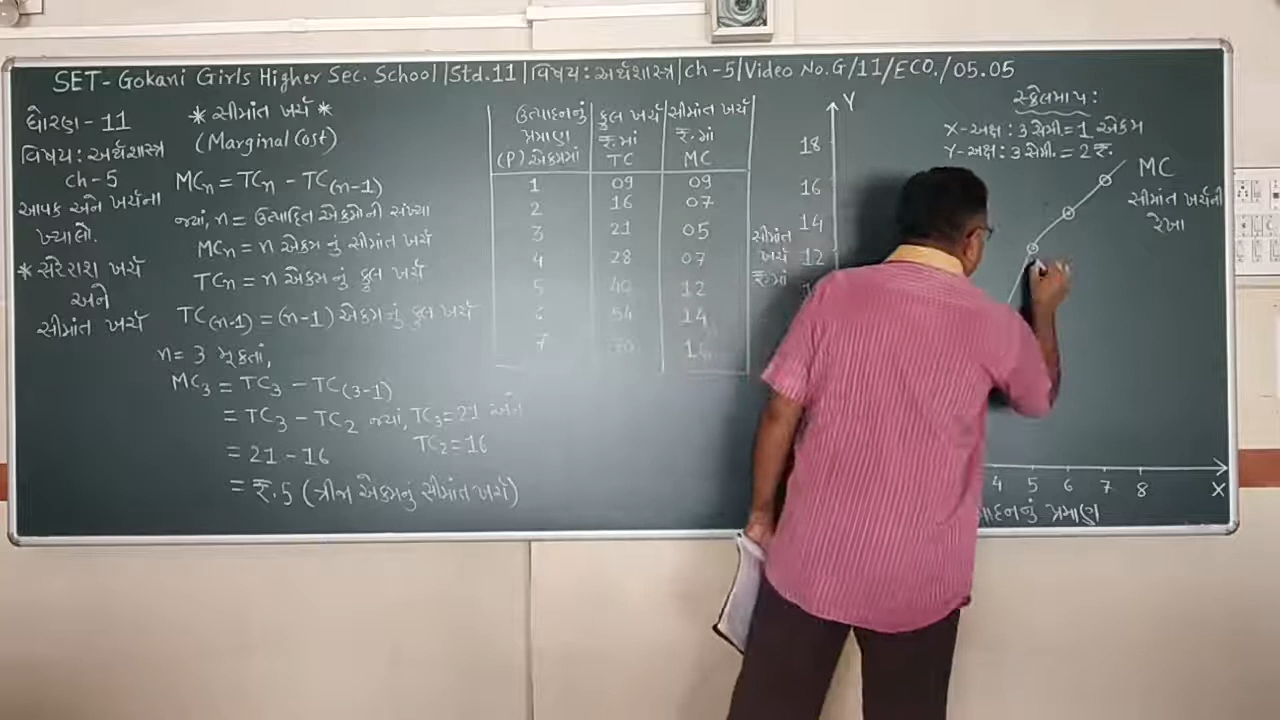 SET-Gokani Girls Higher Sec. School |Std.11|વિષય:અર્થશાસ્ત્ર|ch-5|Video No.G/11/ECO./05.05
ધોરણ-11
વિષય:અર્થશાસ્ત્ર
ch-5
આવક અને ખર્ચના
ખ્યાલો.
* સરેરાશ ખર્ચ
અને
સીમાંત ખર્ચ
* સીમાંત ખર્ચ *
(Marginal Cost)
MCn = TCn - TC(n-1)
જ્યાં, n = ઉત્પાદિત એકમોની સંખ્યા
MCn = n એકમ નું સીમાંત ખર્ચ
TCn = n એકમ નું કુલ ખર્ચ
TC(n-1) = (n-1) એકમનું કુલ ખર્ચ
n = 3 મૂકતાં,
MC3 = TC3 - TC(3-1)
= TC3 - TC2 જ્યાં, TC3=21 અને
= 21-16 TC2=16
= ₹.5 (ત્રીજા એકમનું સીમાંત ખર્ચ)
ઉત્પાદનનું કુલ ખર્ચ સીમાંત ખર્ચ
પ્રમાણ ₹.માં ₹.માં
(P) એકમમાં TC MC
1 09 09
2 16 07
3 21 05
4 28 07
5 40 12
6 54 14
7 70 16
Y
18
16
14
12
સીમાંત
ખર્ચ
₹.માં
સ્કેલમાપ:
X-અક્ષ: 3 સેમી.=1 એકમ
Y-અક્ષ: 3 સેમી.=2 ₹.
MC
સીમાંત ખર્ચની
રેખા
4 5 6 7 8 X
પ્રમાણ